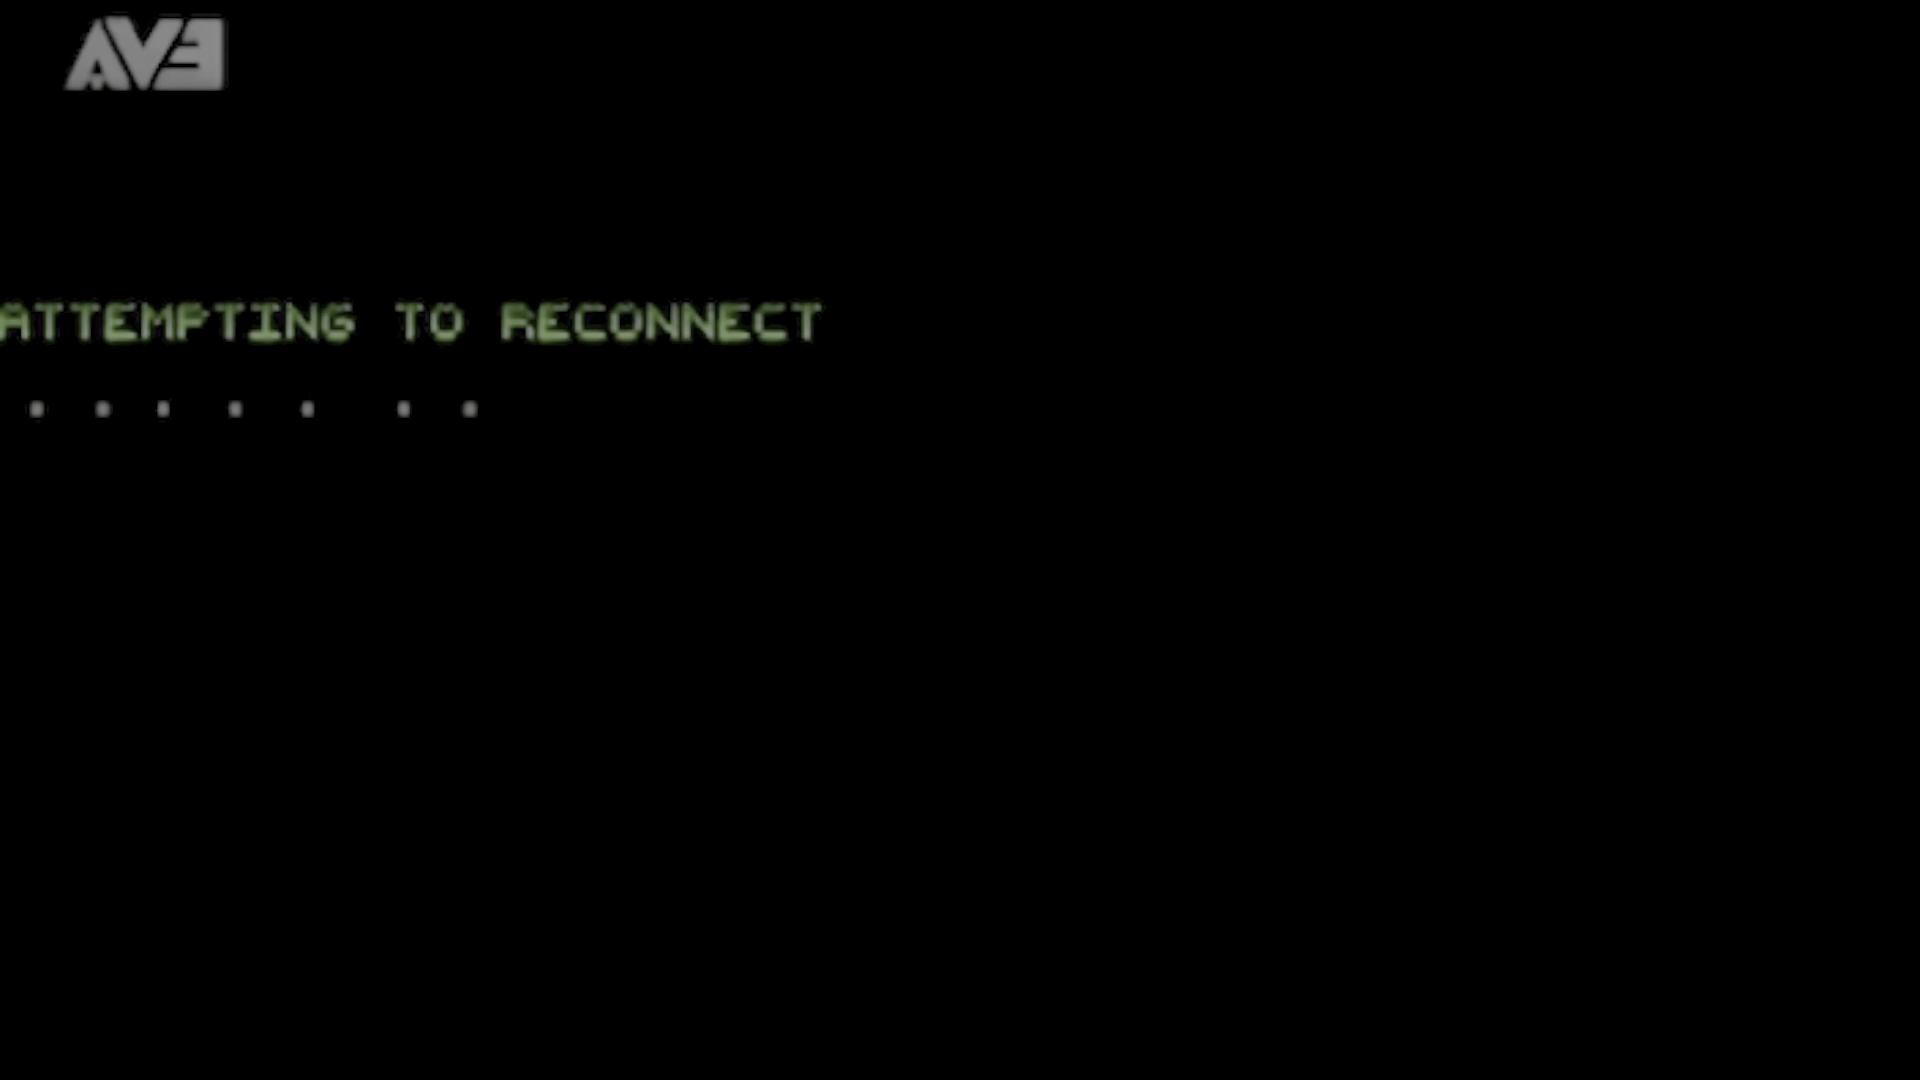 AVE
ATTEMPTING TO RECONNECT
. . . . . . .